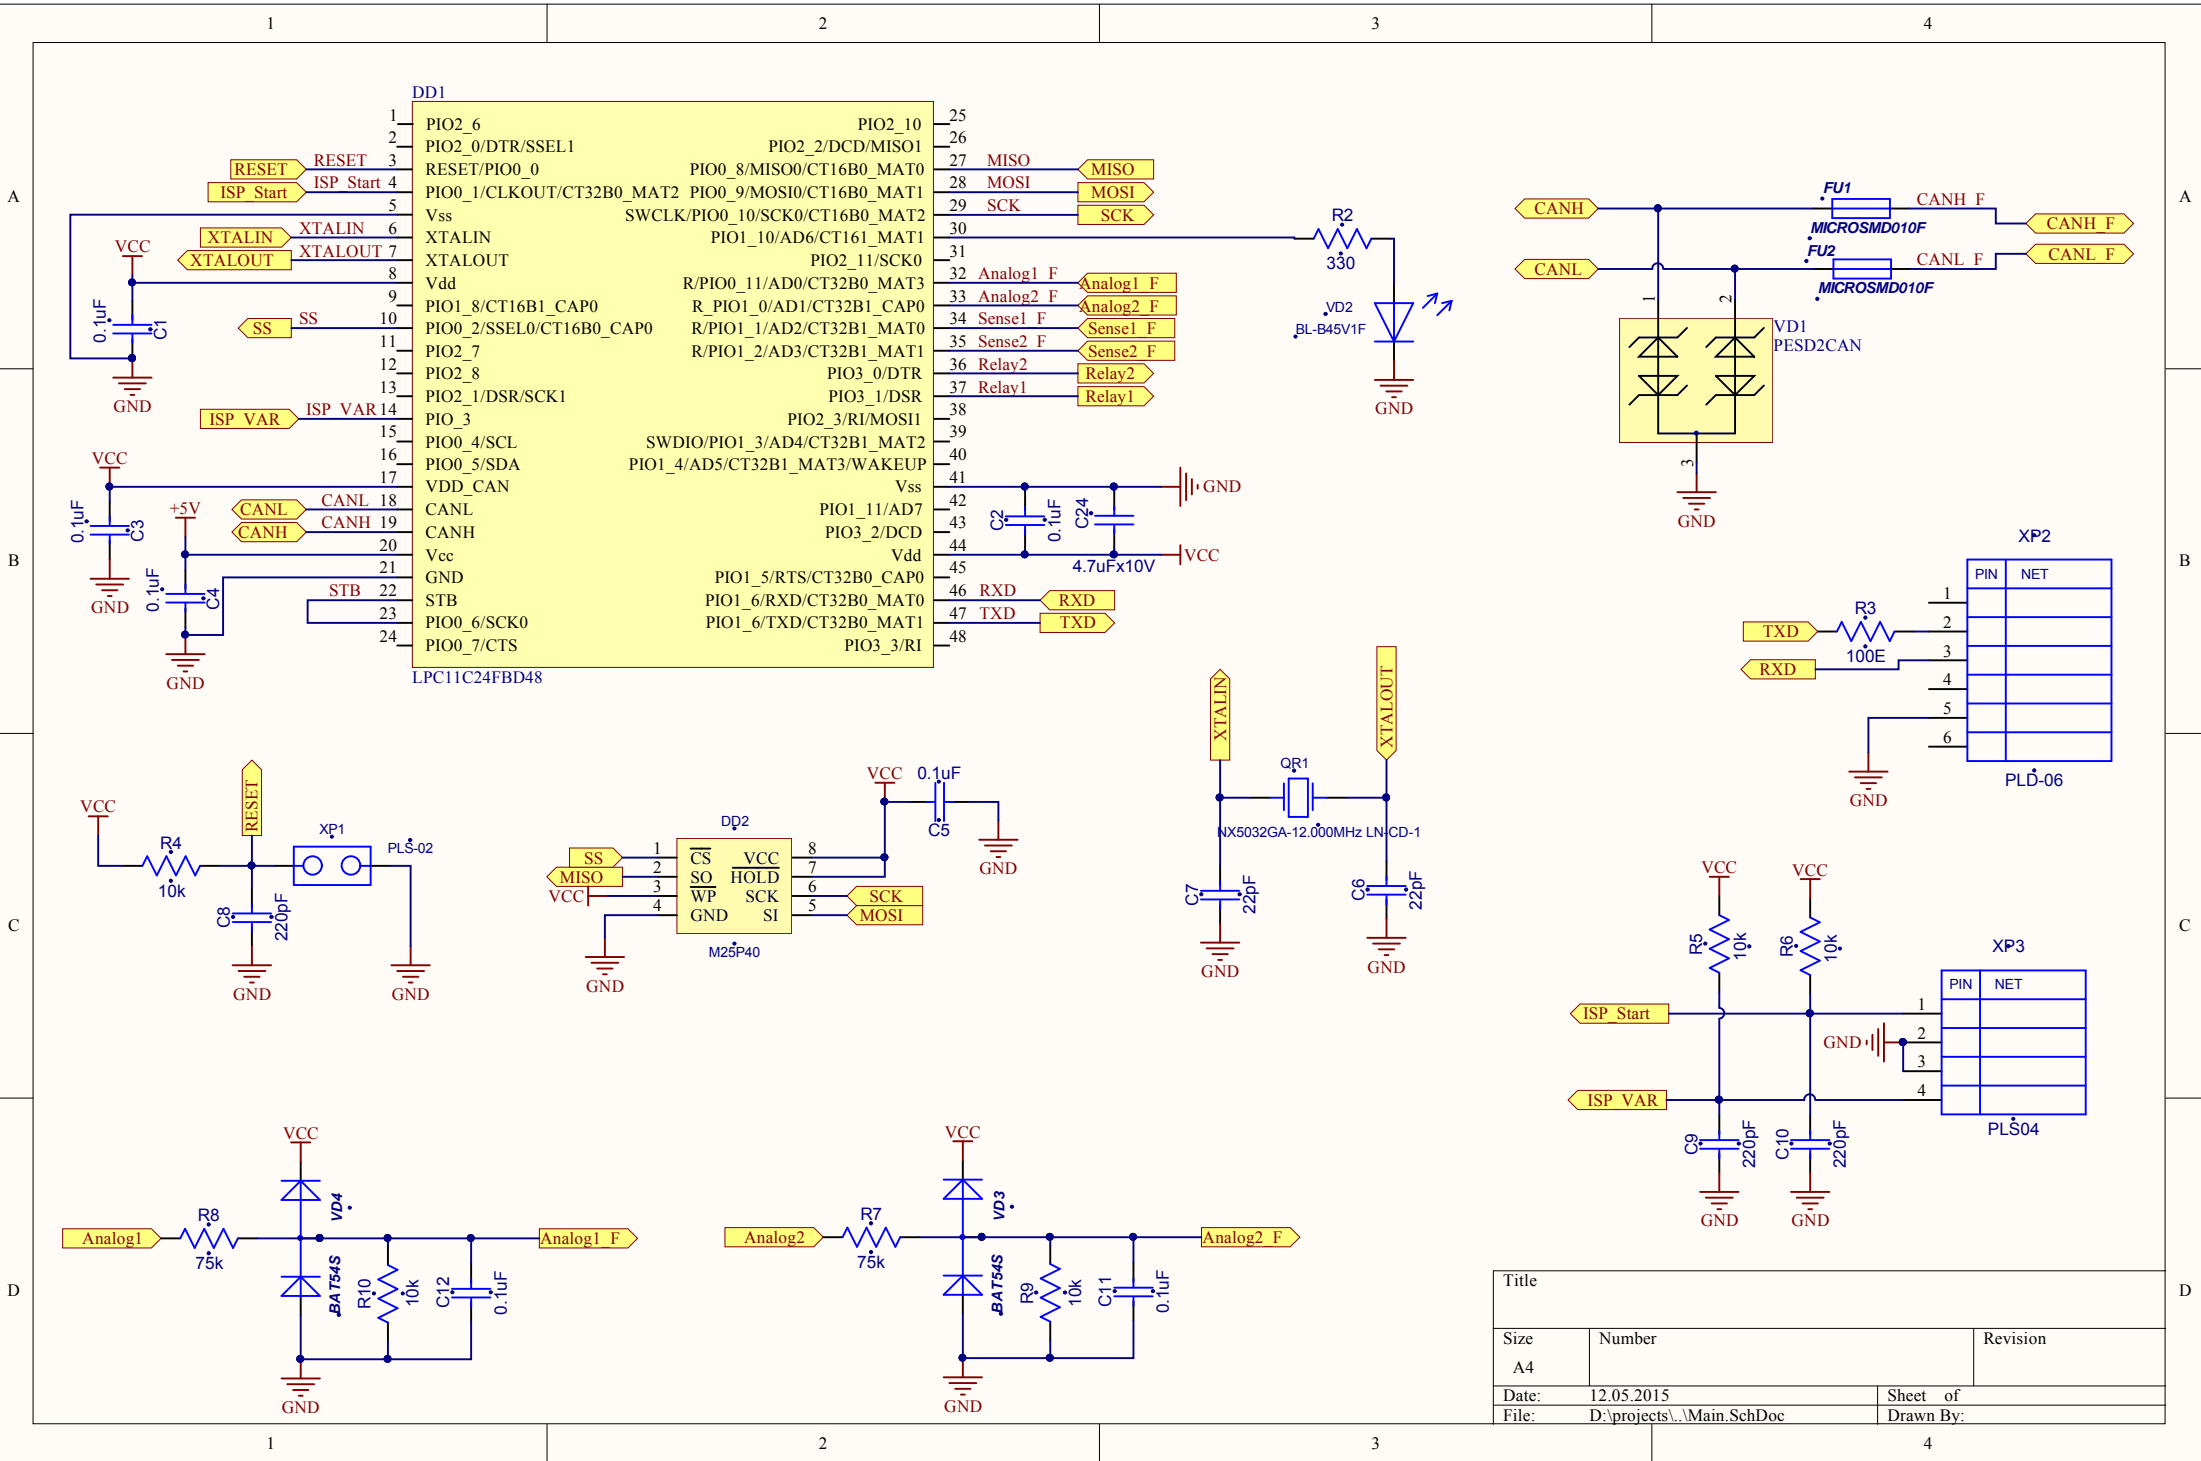 1 2 3 4
A
B
C
D
A
B
C
D
DD1
1 PIO2_6
2 PIO2_0/DTR/SSEL1
RESET RESET 3 RESET/PIO0_0
ISP_Start ISP_Start 4 PIO0_1/CLKOUT/CT32B0_MAT2
5 Vss
XTALIN XTALIN 6 XTALIN
XTALOUT XTALOUT 7 XTALOUT
8 Vdd
9 PIO1_8/CT16B1_CAP0
SS SS 10 PIO0_2/SSEL0/CT16B0_CAP0
11 PIO2_7
12 PIO2_8
13 PIO2_1/DSR/SCK1
ISP_VAR ISP_VAR 14 PIO_3
15 PIO0_4/SCL
16 PIO0_5/SDA
17 VDD_CAN
CANL CANL 18 CANL
CANH CANH 19 CANH
20 Vcc
21 GND
STB 22 STB
23 PIO0_6/SCK0
24 PIO0_7/CTS
PIO2_10 25
PIO2_2/DCD/MISO1 26
PIO0_8/MISO0/CT16B0_MAT0 27 MISO MISO
PIO0_9/MOSI0/CT16B0_MAT1 28 MOSI MOSI
SWCLK/PIO0_10/SCK0/CT16B0_MAT2 29 SCK SCK
PIO1_10/AD6/CT161_MAT1 30
PIO2_11/SCK0 31
R/PIO0_11/AD0/CT32B0_MAT3 32 Analog1_F Analog1_F
R_PIO1_0/AD1/CT32B1_CAP0 33 Analog2_F Analog2_F
R/PIO1_1/AD2/CT32B1_MAT0 34 Sense1_F Sense1_F
R/PIO1_2/AD3/CT32B1_MAT1 35 Sense2_F Sense2_F
PIO3_0/DTR 36 Relay2 Relay2
PIO3_1/DSR 37 Relay1 Relay1
PIO2_3/RI/MOSI1 38
SWDIO/PIO1_3/AD4/CT32B1_MAT2 39
PIO1_4/AD5/CT32B1_MAT3/WAKEUP 40
Vss 41
PIO1_11/AD7 42
PIO3_2/DCD 43
Vdd 44
PIO1_5/RTS/CT32B0_CAP0 45
PIO1_6/RXD/CT32B0_MAT0 46 RXD RXD
PIO1_6/TXD/CT32B0_MAT1 47 TXD TXD
PIO3_3/RI 48
LPC11C24FBD48
VCC
0.1uF C1
GND
VCC
0.1uF C3
GND
+5V
0.1uF C4
GND
GND
C2 0.1uF C24
4.7uFx10V
VCC
R2
330
VD2
BL-B45V1F
GND
CANH
FU1
MICROSMD010F
CANH_F
CANH_F
CANL
FU2
MICROSMD010F
CANL_F
CANL_F
1 2
VD1
PESD2CAN
3
GND
XP2
PIN NET
1
2
3
4
5
6
PLD-06
TXD
R3
100E
RXD
GND
VCC
R4
10k
RESET
C8 220pF
GND
XP1
PLS-02
GND
DD2
SS 1 CS
MISO 2 SO
VCC 3 WP
4 GND
VCC 8
HOLD 7
SCK 6 SCK
SI 5 MOSI
M25P40
GND
VCC
0.1uF
C5
GND
XTALIN
XTALOUT
QR1
NX5032GA-12.000MHz LN-CD-1
C7 22pF
GND
C6 22pF
GND
VCC VCC
R5 10k R6 10k
XP3
PIN NET
1
2
3
4
PLS04
ISP_Start
GND
ISP_VAR
C9 220pF C10 220pF
GND GND
VCC
VD4
Analog1
R8
75k
BAT54S
R10 10k
C12 0.1uF
Analog1_F
GND
VCC
VD3
Analog2
R7
75k
BAT54S
R9 10k
C11 0.1uF
Analog2_F
GND
Title
Size Number Revision
A4
Date: 12.05.2015 Sheet of
File: D:\projects\..\Main.SchDoc Drawn By:
1 2 3 4